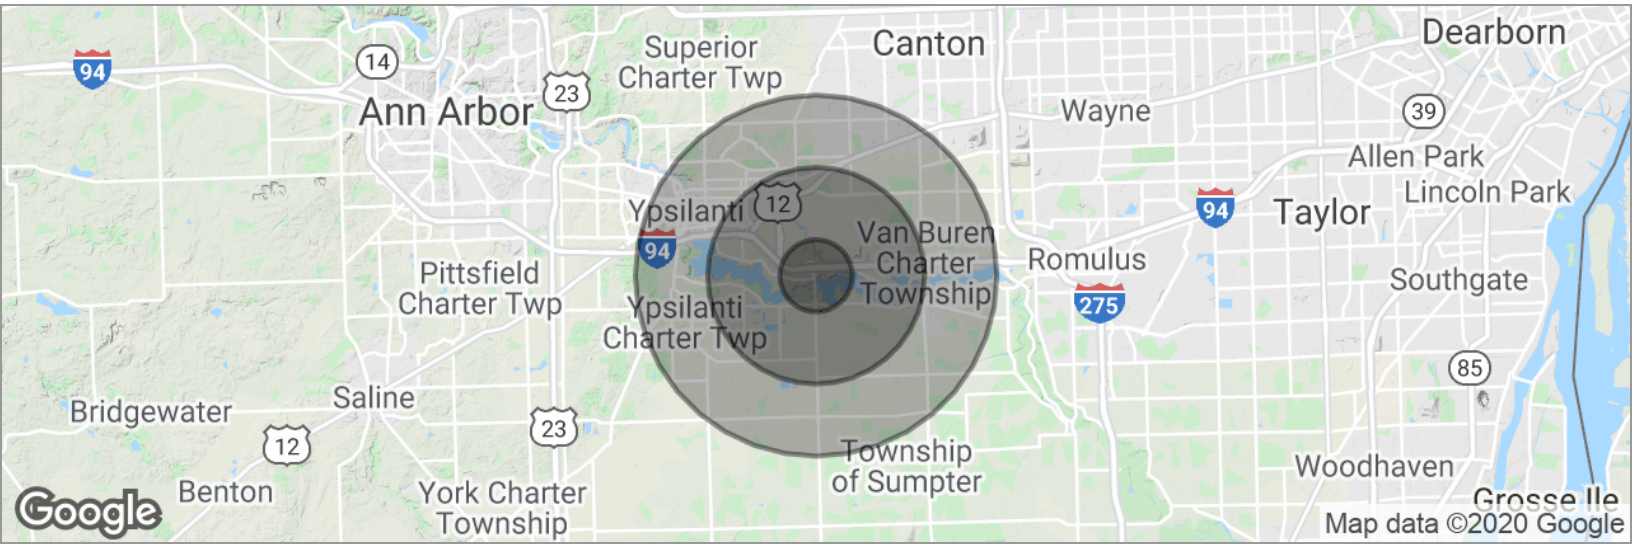 Superior
Charter Twp
Canton
Dearborn
94
14
Ann Arbor
23
Wayne
39
Allen Park
Lincoln Park
Ypsilanti
12
94
Taylor
94
Van Buren
Charter
Township
Romulus
Pittsfield
Charter Twp
Ypsilanti
Charter Twp
275
Southgate
85
Saline
Bridgewater
12
23
Township
of Sumpter
Woodhaven
Benton
York Charter
Township
Grosse Ile
Google
Map data ©2020 Google